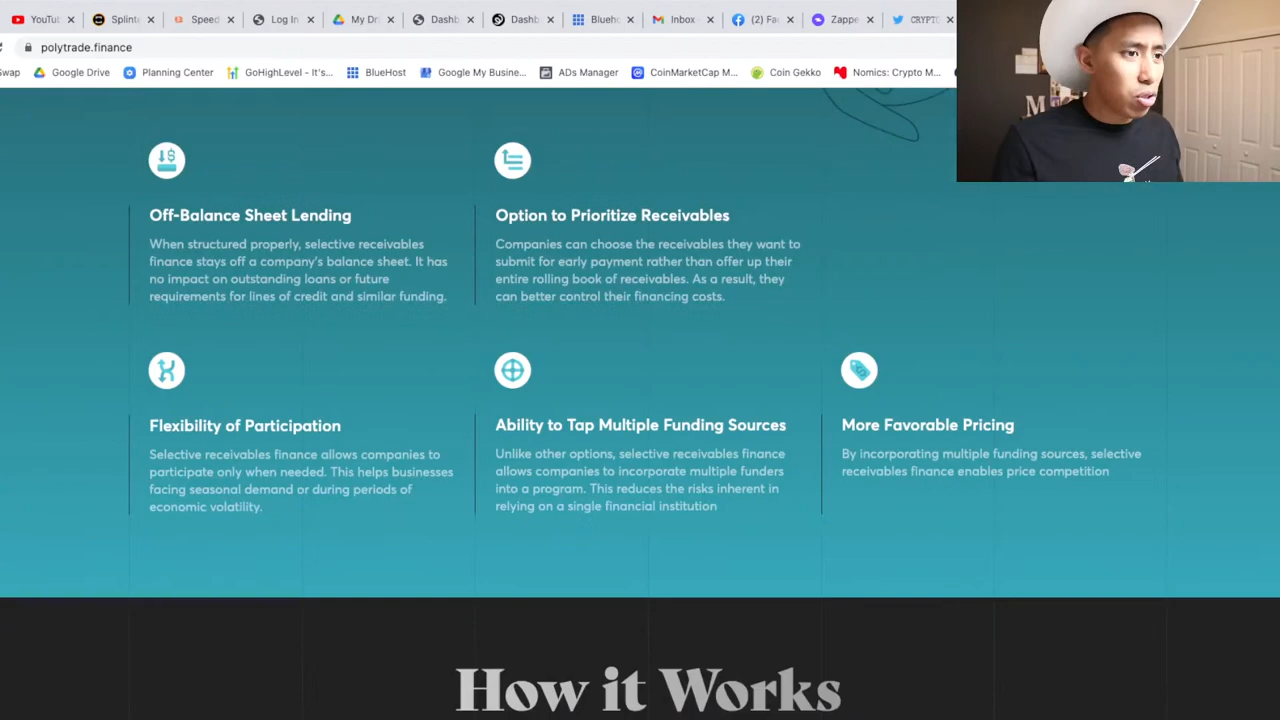 YouTub
Splinte
Speed
Log In
My Dr
Dashb
Dashb
Blueho
Inbox
(2) Fac
Zappe
CRYPTO
polytrade.finance
Swap
Google Drive
Planning Center
GoHighLevel - It's...
BlueHost
Google My Busine...
ADs Manager
CoinMarketCap M...
Coin Gekko
Nomics: Crypto M...
Off-Balance Sheet Lending
When structured properly, selective receivables
finance stays off a company's balance sheet. It has
no impact on outstanding loans or future
requirements for lines of credit and similar funding.
Option to Prioritize Receivables
Companies can choose the receivables they want to
submit for early payment rather than offer up their
entire rolling book of receivables. As a result, they
can better control their financing costs.
Flexibility of Participation
Selective receivables finance allows companies to
participate only when needed. This helps businesses
facing seasonal demand or during periods of
economic volatility.
Ability to Tap Multiple Funding Sources
Unlike other options, selective receivables finance
allows companies to incorporate multiple funders
into a program. This reduces the risks inherent in
relying on a single financial institution
More Favorable Pricing
By incorporating multiple funding sources, selective
receivables finance enables price competition
How it Works